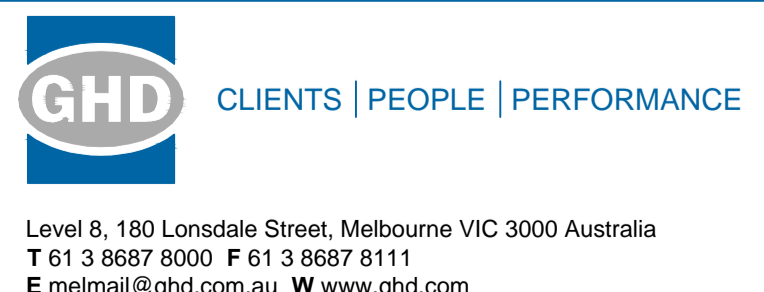 GHD CLIENTS | PEOPLE | PERFORMANCE
Level 8, 180 Lonsdale Street, Melbourne VIC 3000 Australia
T 61 3 8687 8000 F 61 3 8687 8111
E melmail@ghd.com.au W www.ghd.com